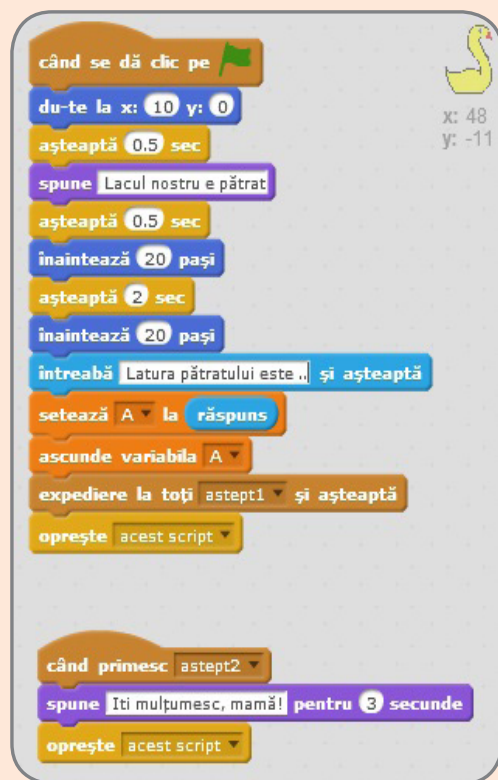 când se dă clic pe
du-te la x: 10 y: 0
așteaptă 0.5 sec
spune Lacul nostru e pătrat
așteaptă 0.5 sec
înaintează 20 pași
așteaptă 2 sec
înaintează 20 pași
întreabă Latura pătratului este .. și așteaptă
setează A la răspuns
ascunde variabila A
expediere la toți astept1 și așteaptă
oprește acest script
x: 48
y: -11
când primesc astept2
spune Iti mulțumesc, mamă! pentru 3 secunde
oprește acest script